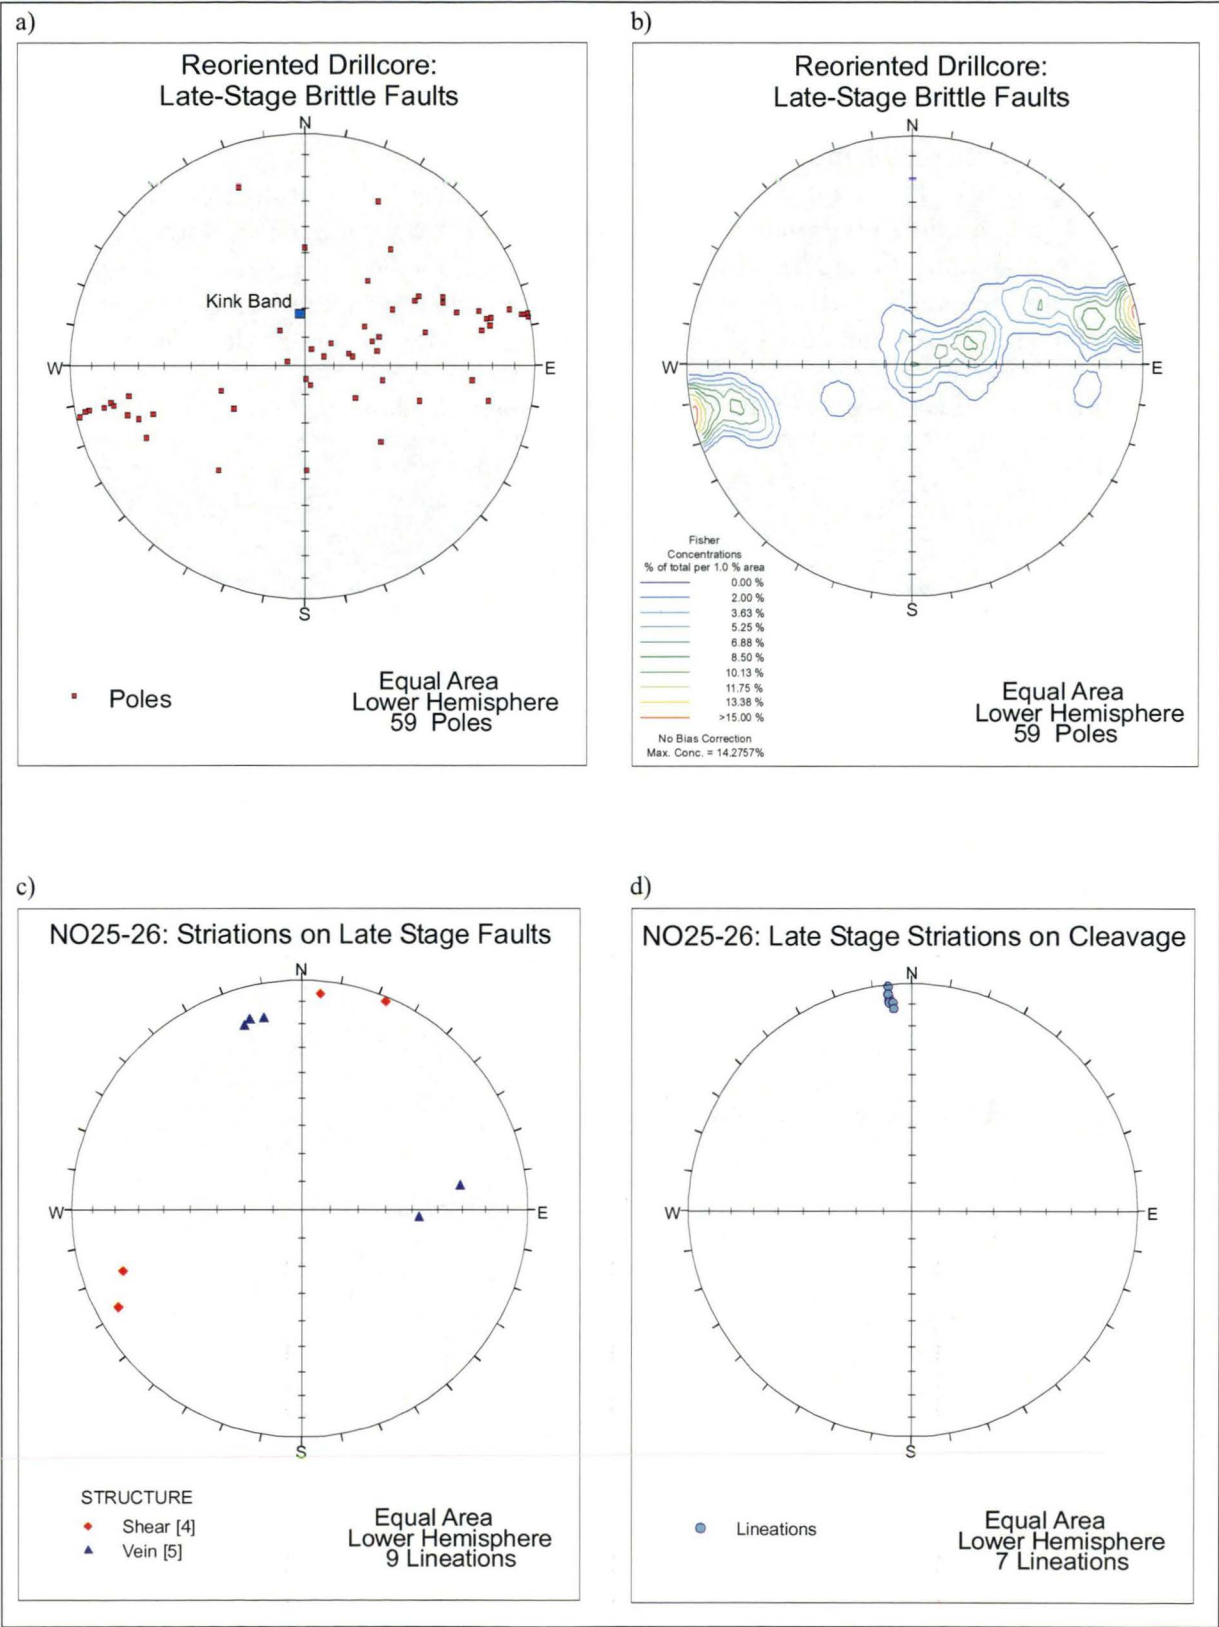 a)
Reoriented Drillcore:
Late-Stage Brittle Faults
N
Kink Band
W
E
S
Poles
Equal Area
Lower Hemisphere
59 Poles
b)
Reoriented Drillcore:
Late-Stage Brittle Faults
N
W
E
S
Fisher
Concentrations
% of total per 1.0 % area
0.00 %
2.00 %
3.63 %
5.25 %
6.88 %
8.50 %
10.13 %
11.75 %
13.38 %
>15.00 %
No Bias Correction
Max. Conc. = 14.2757%
Equal Area
Lower Hemisphere
59 Poles
c)
NO25-26: Striations on Late Stage Faults
N
W
E
S
STRUCTURE
Shear [4]
Vein [5]
Equal Area
Lower Hemisphere
9 Lineations
d)
NO25-26: Late Stage Striations on Cleavage
N
W
E
S
Lineations
Equal Area
Lower Hemisphere
7 Lineations